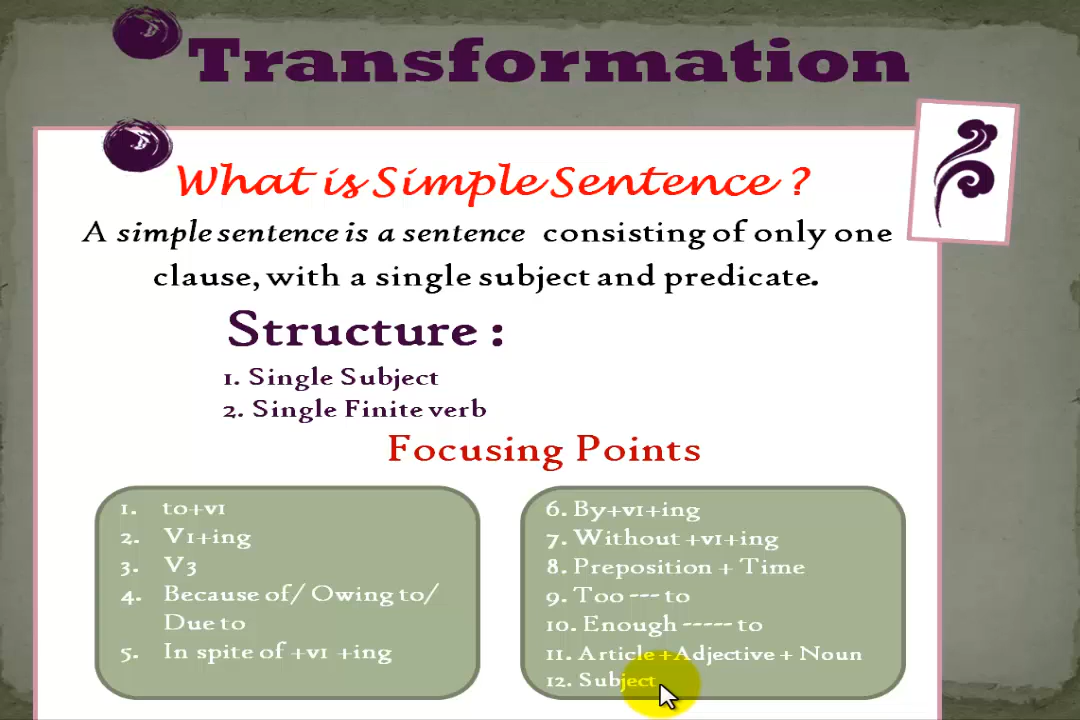 Transformation
What is Simple Sentence ?
A simple sentence is a sentence consisting of only one
clause, with a single subject and predicate.
Structure :
1. Single Subject
2. Single Finite verb
Focusing Points
1. to+v1
2. V1+ing
3. V3
4. Because of/ Owing to/
Due to
5. In spite of +v1 +ing
6. By+v1+ing
7. Without +v1+ing
8. Preposition + Time
9. Too --- to
10. Enough ----- to
11. Article +Adjective + Noun
12. Subject